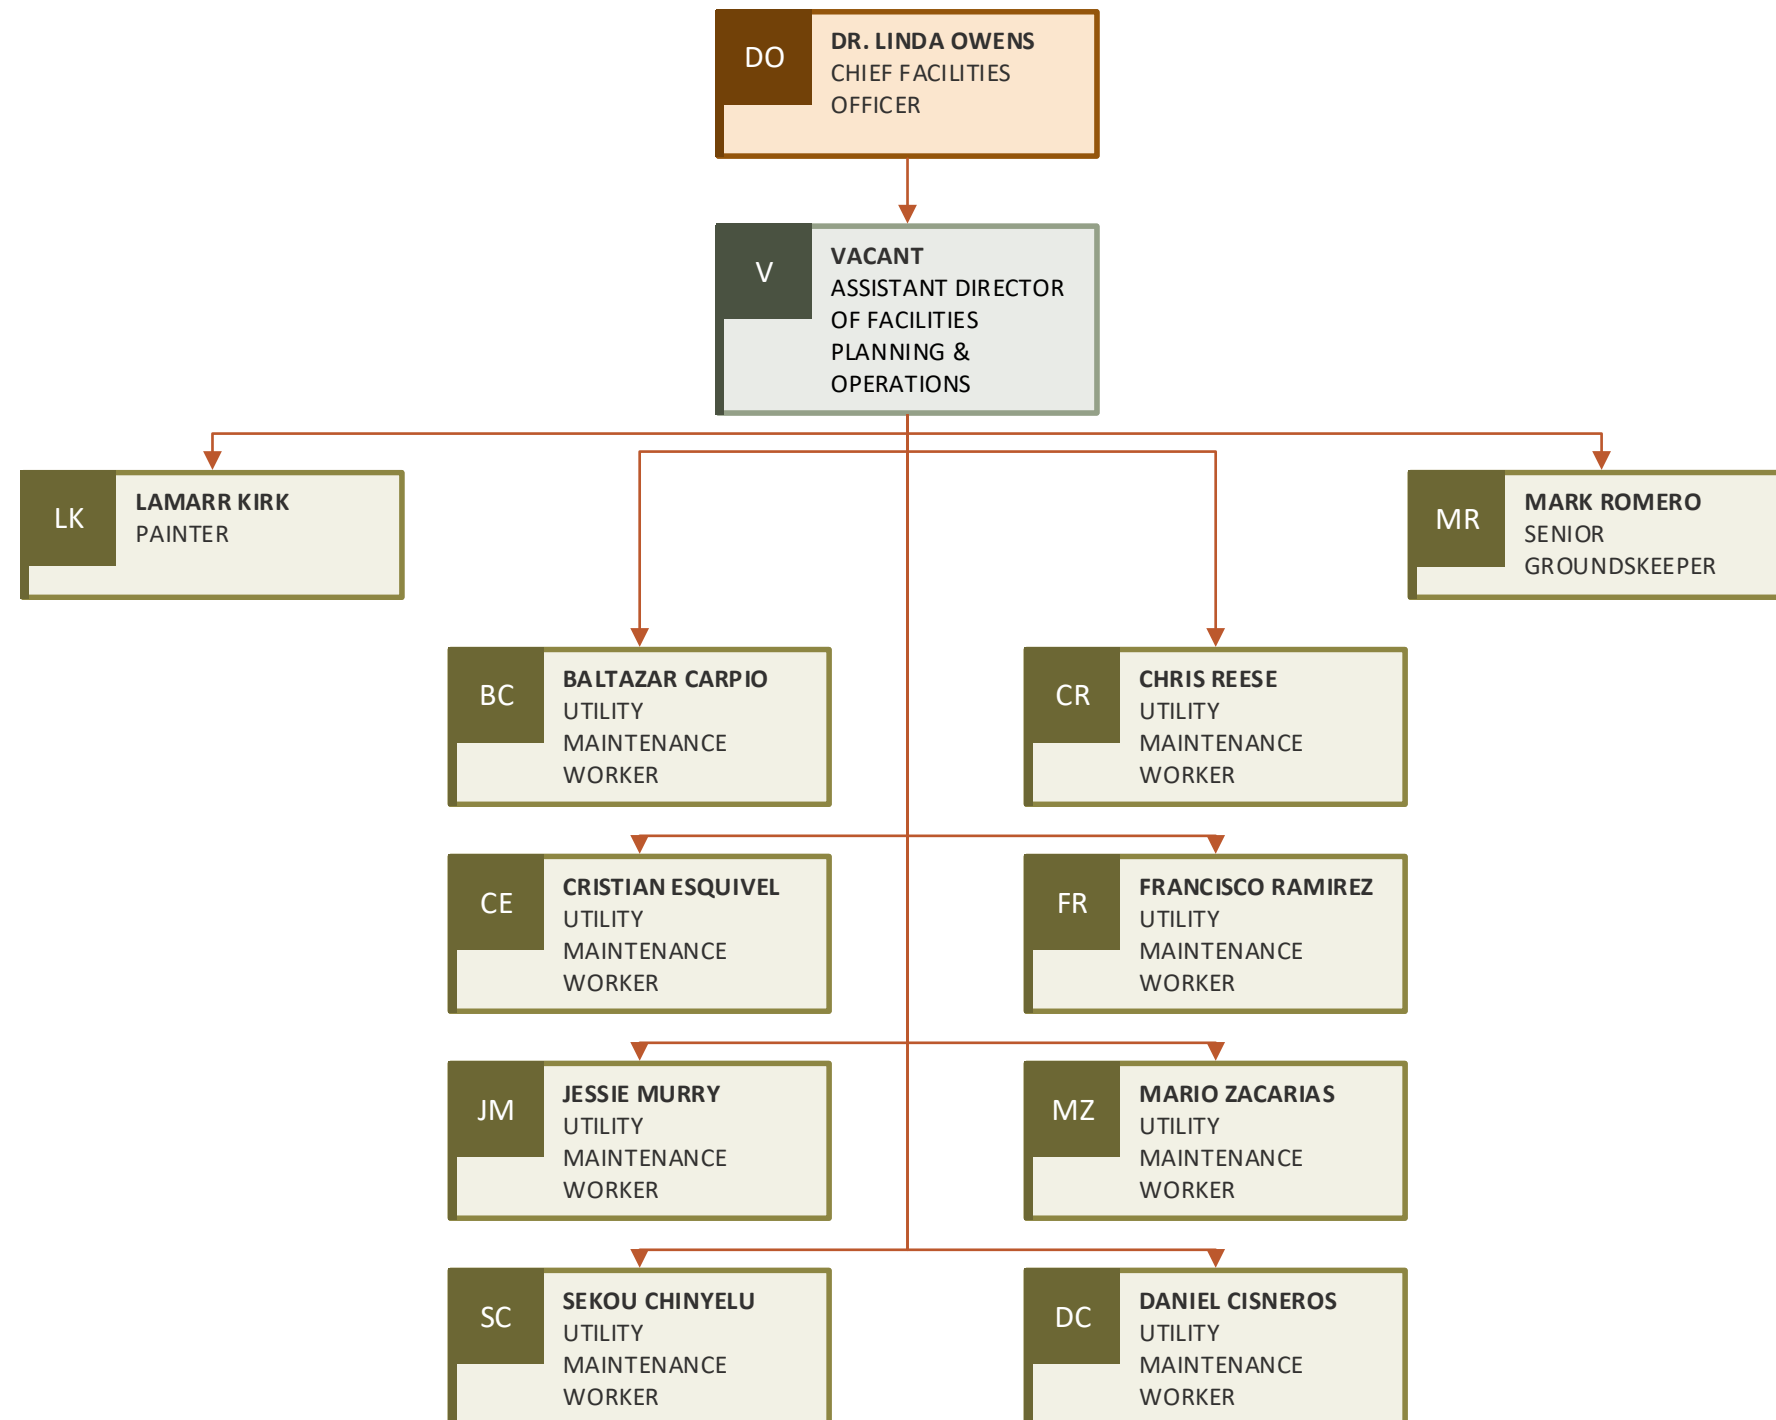 DO
DR. LINDA OWENS
CHIEF FACILITIES
OFFICER
V
VACANT
ASSISTANT DIRECTOR
OF FACILITIES
PLANNING &
OPERATIONS
LK
LAMARR KIRK
PAINTER
MR
MARK ROMERO
SENIOR
GROUNDSKEEPER
BC
BALTAZAR CARPIO
UTILITY
MAINTENANCE
WORKER
CR
CHRIS REESE
UTILITY
MAINTENANCE
WORKER
CE
CRISTIAN ESQUIVEL
UTILITY
MAINTENANCE
WORKER
FR
FRANCISCO RAMIREZ
UTILITY
MAINTENANCE
WORKER
JM
JESSIE MURRY
UTILITY
MAINTENANCE
WORKER
MZ
MARIO ZACARIAS
UTILITY
MAINTENANCE
WORKER
SC
SEKOU CHINYELU
UTILITY
MAINTENANCE
WORKER
DC
DANIEL CISNEROS
UTILITY
MAINTENANCE
WORKER